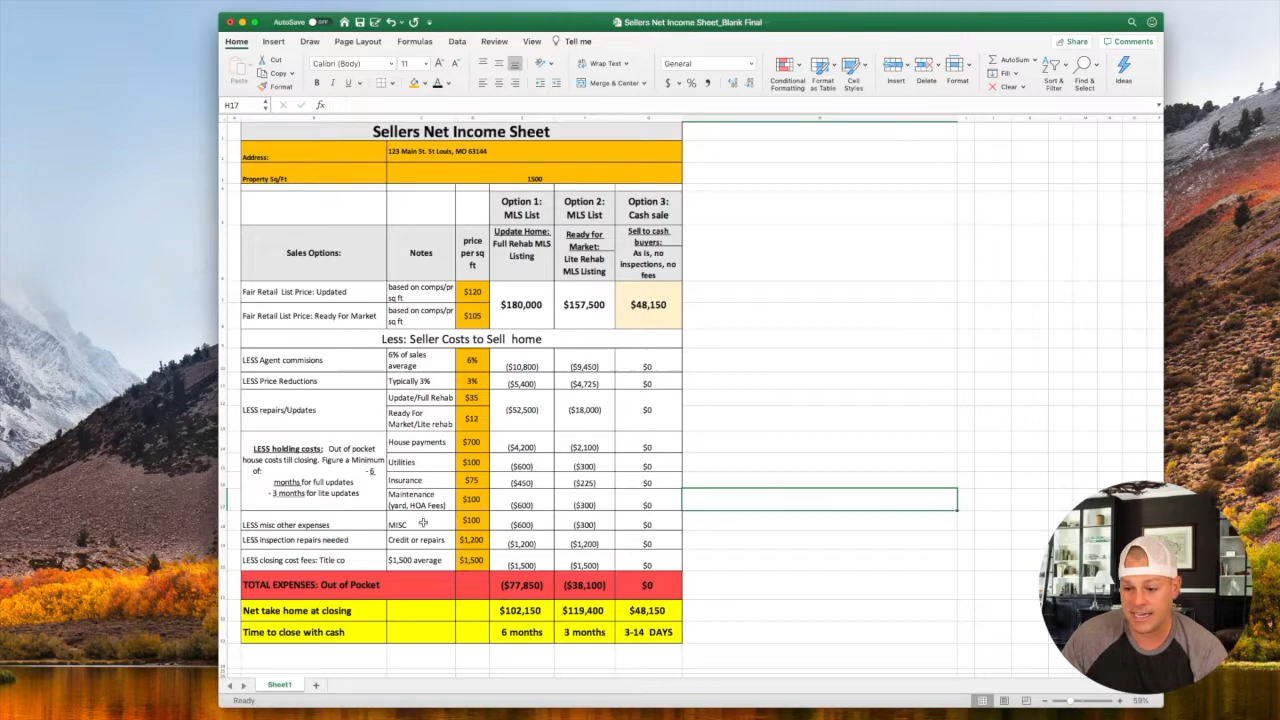 AutoSave OFF
Sellers Net Income Sheet_Blank Final
Home Insert Draw Page Layout Formulas Data Review View Tell me Share Comments
Paste
Cut
Copy
Format
Calibri (Body) 11
Wrap Text
Merge & Center
General
Conditional Formatting
Format as Table
Cell Styles
Insert
Delete
Format
AutoSum
Fill
Clear
Sort & Filter
Find & Select
Ideas
H17 fx
Sellers Net Income Sheet
Address: 123 Main St. St Louis, MO 63144
Property Sq/Ft 1500
Option 1: MLS List
Option 2: MLS List
Option 3: Cash sale
Sales Options:
Notes
price per sq ft
Update Home: Full Rehab MLS Listing
Ready for Market: Lite Rehab MLS Listing
Sell to cash buyers: As Is, no inspections, no fees
Fair Retail List Price: Updated based on comps/pr sq ft $120
$180,000 $157,500 $48,150
Fair Retail List Price: Ready For Market based on comps/pr sq ft $105
Less: Seller Costs to Sell home
LESS Agent commisions 6% of sales average 6% ($10,800) ($9,450) $0
LESS Price Reductions Typically 3% 3% ($5,400) ($4,725) $0
LESS repairs/Updates Update/Full Rehab $35 ($52,500) ($18,000) $0
Ready For Market/Lite rehab $12
LESS holding costs: Out of pocket
house costs till closing. Figure a Minimum
of: - 6
months for full updates
- 3 months for lite updates
House payments $700 ($4,200) ($2,100) $0
Utilities $100 ($600) ($300) $0
Insurance $75 ($450) ($225) $0
Maintenance (yard, HOA Fees) $100 ($600) ($300) $0
LESS misc other expenses MISC $100 ($600) ($300) $0
LESS inspection repairs needed Credit or repairs $1,200 ($1,200) ($1,200) $0
LESS closing cost fees: Title co $1,500 average $1,500 ($1,500) ($1,500) $0
TOTAL EXPENSES: Out of Pocket ($77,850) ($38,100) $0
Net take home at closing $102,150 $119,400 $48,150
Time to close with cash 6 months 3 months 3-14 DAYS
Sheet1
Ready
59%